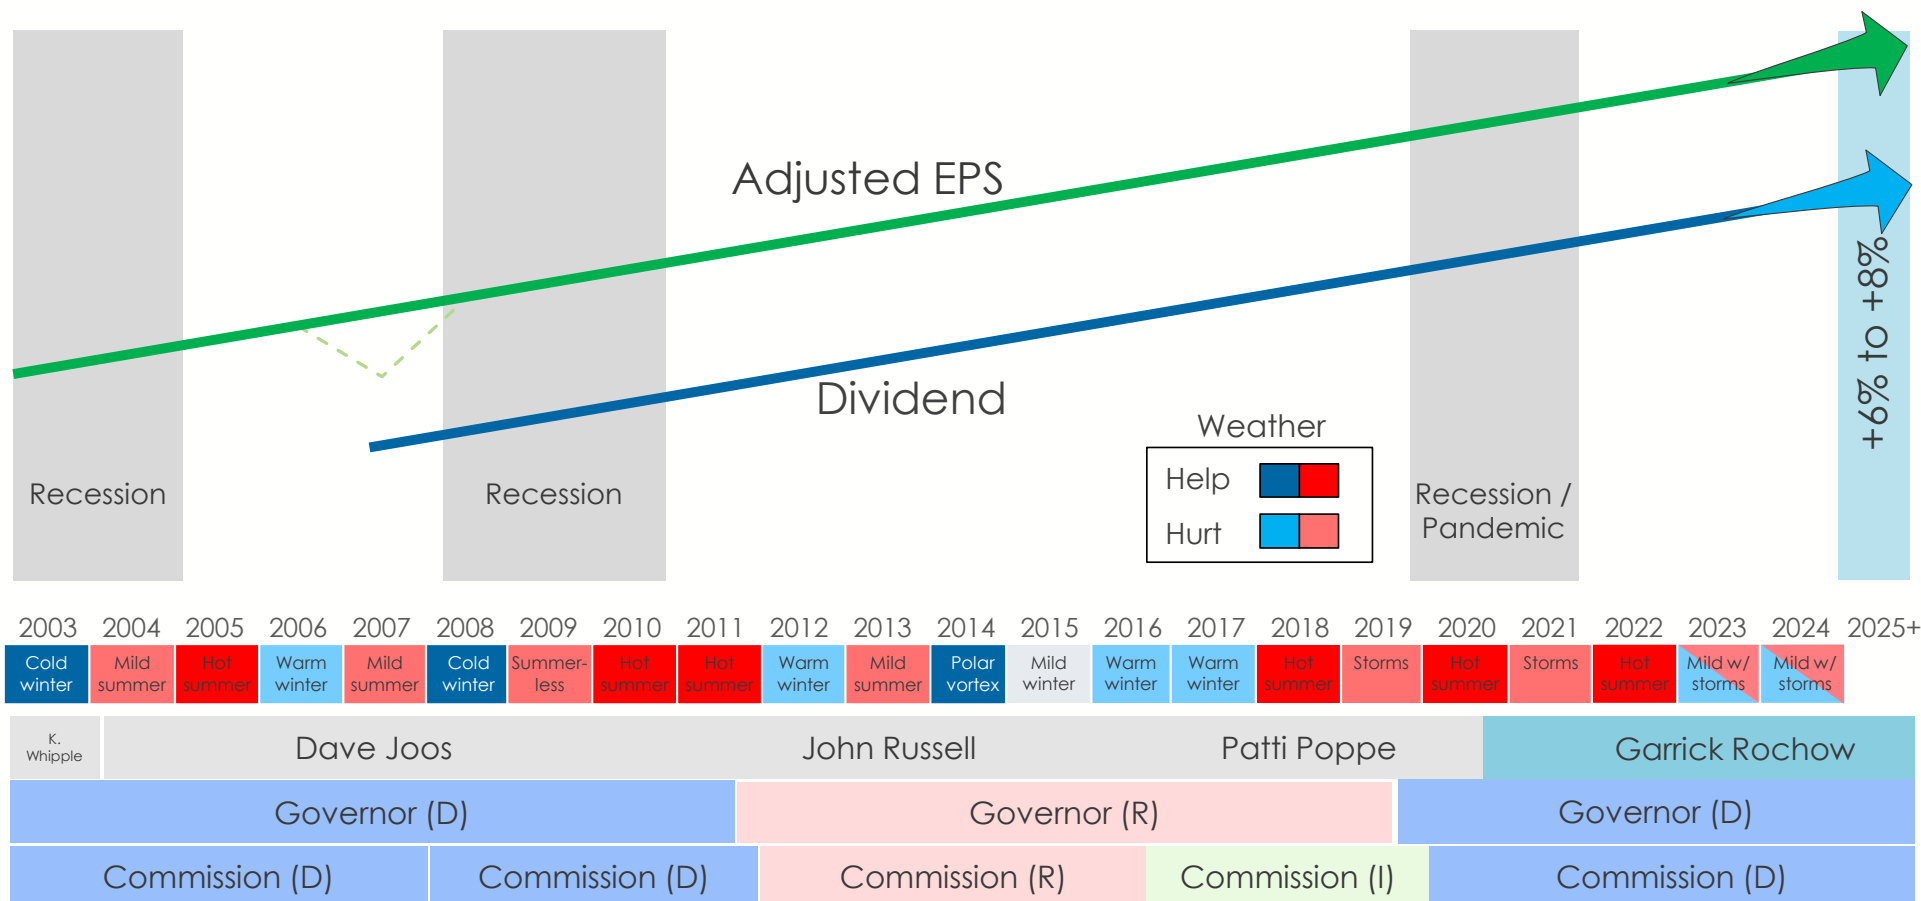 Adjusted EPS
Dividend
+6% to +8%
Weather
Help
Hurt
Recession
Recession
Recession /
Pandemic
2003 2004 2005 2006 2007 2008 2009 2010 2011 2012 2013 2014 2015 2016 2017 2018 2019 2020 2021 2022 2023 2024 2025+
Cold
winter
Mild
summer
Hot
summer
Warm
winter
Mild
summer
Cold
winter
Summer-
less
Hot
summer
Hot
summer
Warm
winter
Mild
summer
Polar
vortex
Mild
winter
Warm
winter
Warm
winter
Hot
summer
Storms
Hot
summer
Storms
Hot
summer
Mild w/
storms
Mild w/
storms
K.
Whipple
Dave Joos
John Russell
Patti Poppe
Garrick Rochow
Governor (D)
Governor (R)
Governor (D)
Commission (D)
Commission (D)
Commission (R)
Commission (I)
Commission (D)